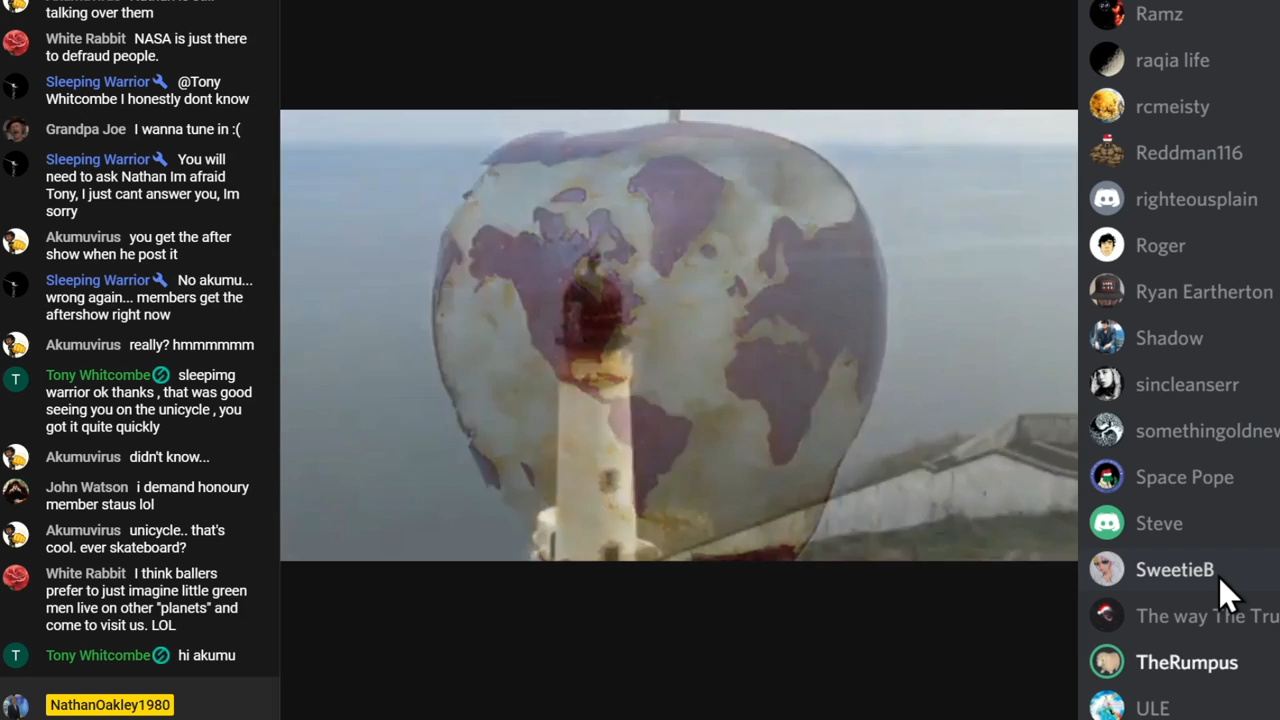 talking over them
White Rabbit NASA is just there
to defraud people.
Sleeping Warrior @Tony
Whitcombe I honestly dont know
Grandpa Joe I wanna tune in :(
Sleeping Warrior You will
need to ask Nathan Im afraid
Tony, I just cant answer you, Im
sorry
Akumuvirus you get the after
show when he post it
Sleeping Warrior No akumu...
wrong again... members get the
aftershow right now
Akumuvirus really? hmmmmmm
Tony Whitcombe sleepimg
warrior ok thanks , that was good
seeing you on the unicycle , you
got it quite quickly
Akumuvirus didn't know...
John Watson i demand honoury
member staus lol
Akumuvirus unicycle.. that's
cool. ever skateboard?
White Rabbit I think ballers
prefer to just imagine little green
men live on other "planets" and
come to visit us. LOL
T Tony Whitcombe hi akumu
NathanOakley1980
Ramz
raqia life
rcmeisty
Reddman116
righteousplain
Roger
Ryan Eartherton
Shadow
sincleanserr
somethingoldnew
Space Pope
Steve
SweetieB
The way The Tru
TheRumpus
ULE